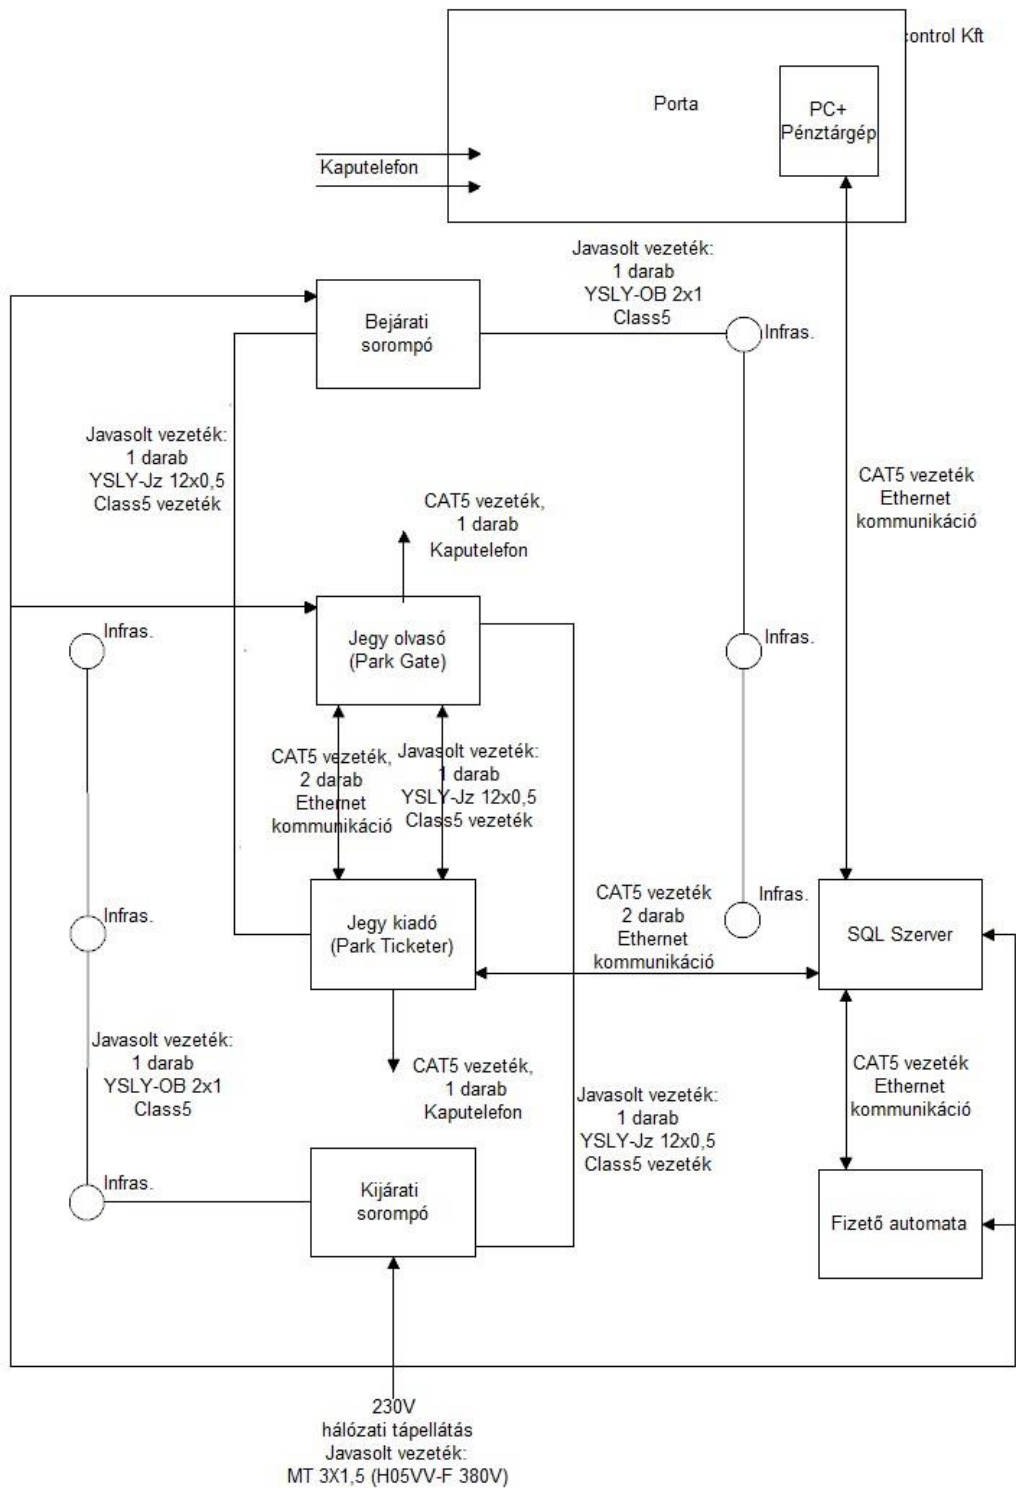 control Kft
Porta
PC+
Pénztárgép
Kaputelefon
Javasolt vezeték:
1 darab
YSLY-OB 2x1
Class5
Bejárati
sorompó
Infras.
Javasolt vezeték:
1 darab
YSLY-Jz 12x0,5
Class5 vezeték
CAT5 vezeték
Ethernet
kommunikáció
CAT5 vezeték,
1 darab
Kaputelefon
Infras.
Jegy olvasó
(Park Gate)
Infras.
CAT5 vezeték,
2 darab
Ethernet
kommunikáció
Javasolt vezeték:
1 darab
YSLY-Jz 12x0,5
Class5 vezeték
Infras.
Jegy kiadó
(Park Ticketer)
CAT5 vezeték
2 darab
Ethernet
kommunikáció
Infras.
SQL Szerver
Javasolt vezeték:
1 darab
YSLY-OB 2x1
Class5
CAT5 vezeték,
1 darab
Kaputelefon
Javasolt vezeték:
1 darab
YSLY-Jz 12x0,5
Class5 vezeték
CAT5 vezeték
Ethernet
kommunikáció
Infras.
Kijárati
sorompó
Fizető automata
230V
hálózati tápellátás
Javasolt vezeték:
MT 3X1,5 (H05VV-F 380V)